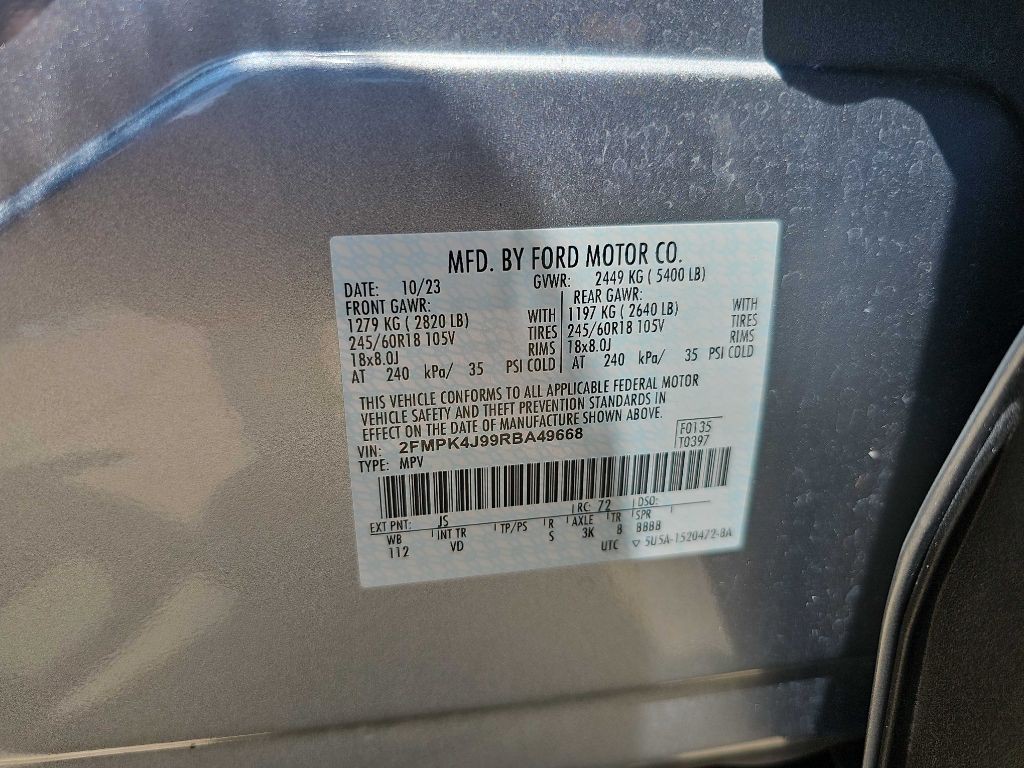 MFD. BY FORD MOTOR CO.
DATE: 10/23 GVWR: 2449 KG ( 5400 LB)
FRONT GAWR: REAR GAWR:
1279 KG ( 2820 LB) WITH 1197 KG ( 2640 LB) WITH
245/60R18 105V TIRES 245/60R18 105V TIRES
18x8.0J RIMS 18x8.0J RIMS
AT 240 kPa/ 35 PSI COLD AT 240 kPa/ 35 PSI COLD
THIS VEHICLE CONFORMS TO ALL APPLICABLE FEDERAL MOTOR
VEHICLE SAFETY AND THEFT PREVENTION STANDARDS IN
EFFECT ON THE DATE OF MANUFACTURE SHOWN ABOVE.
VIN: 2FMPK4J99RBA49668 F0135
TYPE: MPV T0397
EXT PNT: JS RC: 72 DSO:
WB INT TR TP/PS R AXLE TR SPR
112 VD S 3K 8 BBBB
UTC ▽ 5U5A-1520472-BA